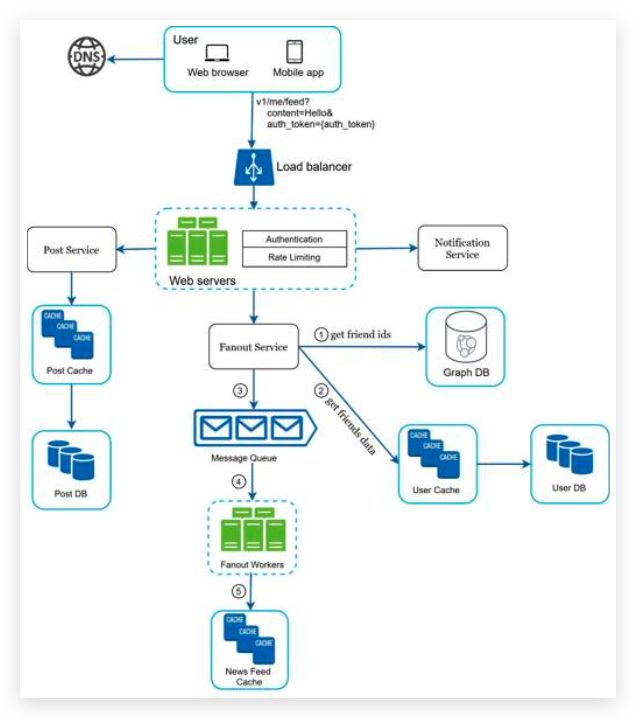 User
DNS
Web browser
Mobile app
v1/me/feed?
content=Hello&
auth_token={auth_token}
Load balancer
Post Service
Authentication
Rate Limiting
Web servers
Notification
Service
CACHE
CACHE
CACHE
Post Cache
Fanout Service
① get friend ids
Graph DB
② get friends data
③
Message Queue
CACHE
CACHE
CACHE
User Cache
User DB
Post DB
④
Fanout Workers
⑤
CACHE
CACHE
CACHE
News Feed
Cache